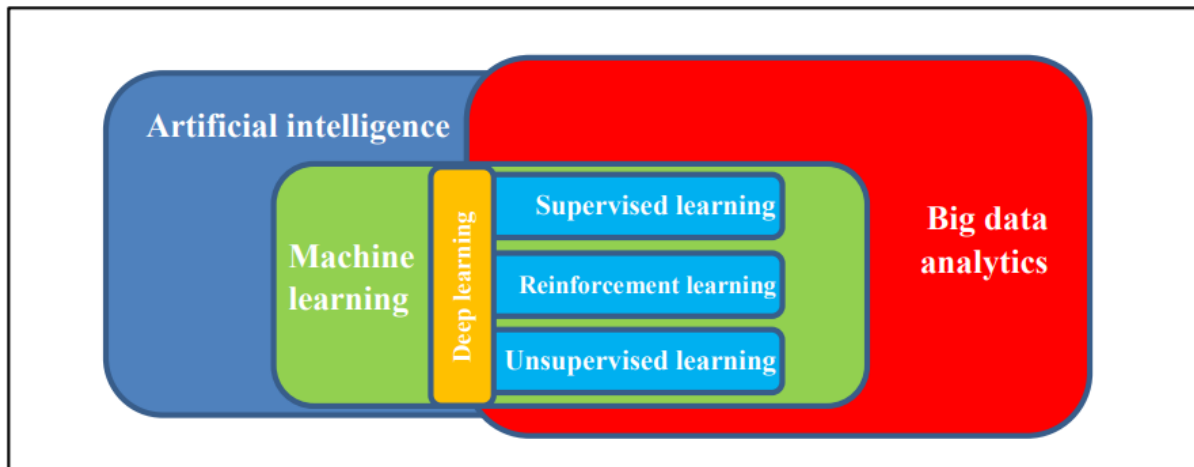 Artificial intelligence
Machine
learning
Deep learning
Supervised learning
Reinforcement learning
Unsupervised learning
Big data
analytics